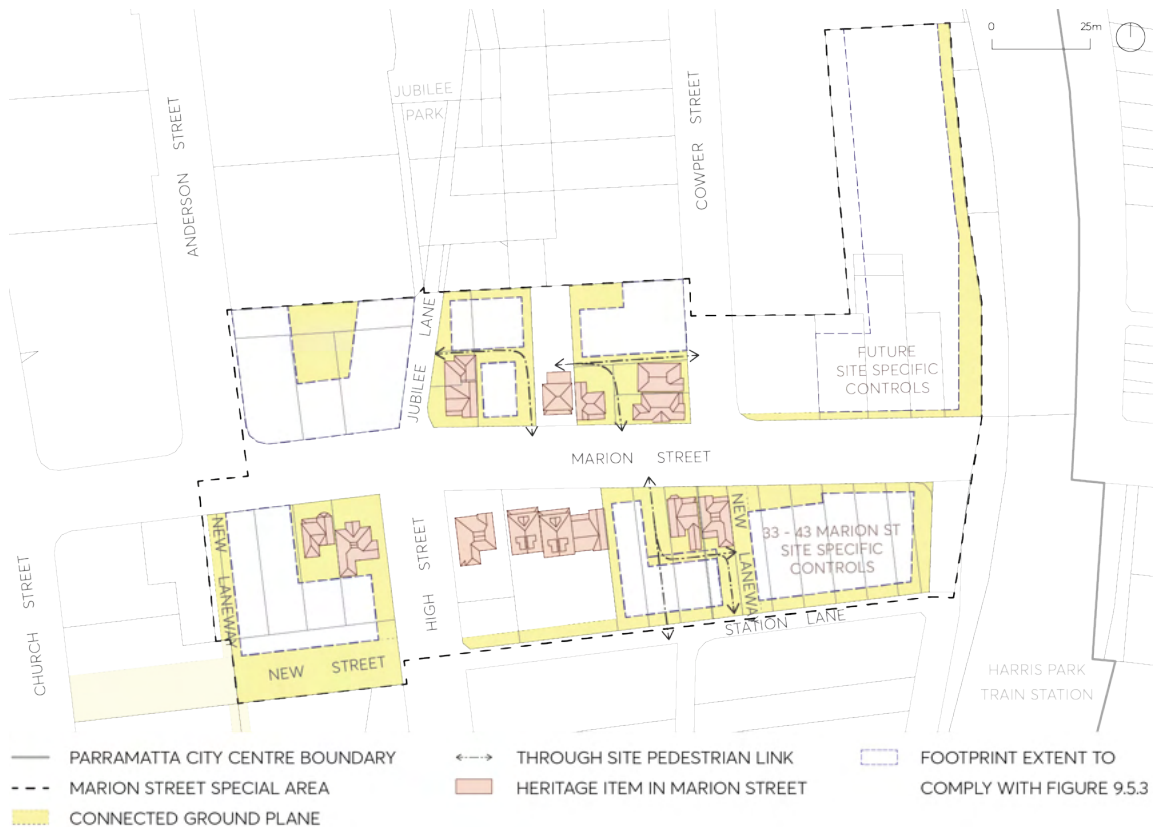 0 25m
JUBILEE
PARK
ANDERSON STREET
COWPER STREET
JUBILEE LANE
FUTURE
SITE SPECIFIC
CONTROLS
MARION STREET
CHURCH STREET
NEW LANEWAY
HIGH STREET
NEW LANEWAY
33 - 43 MARION ST
SITE SPECIFIC
CONTROLS
STATION LANE
NEW STREET
HARRIS PARK
TRAIN STATION
PARRAMATTA CITY CENTRE BOUNDARY
MARION STREET SPECIAL AREA
CONNECTED GROUND PLANE
THROUGH SITE PEDESTRIAN LINK
HERITAGE ITEM IN MARION STREET
FOOTPRINT EXTENT TO
COMPLY WITH FIGURE 9.5.3